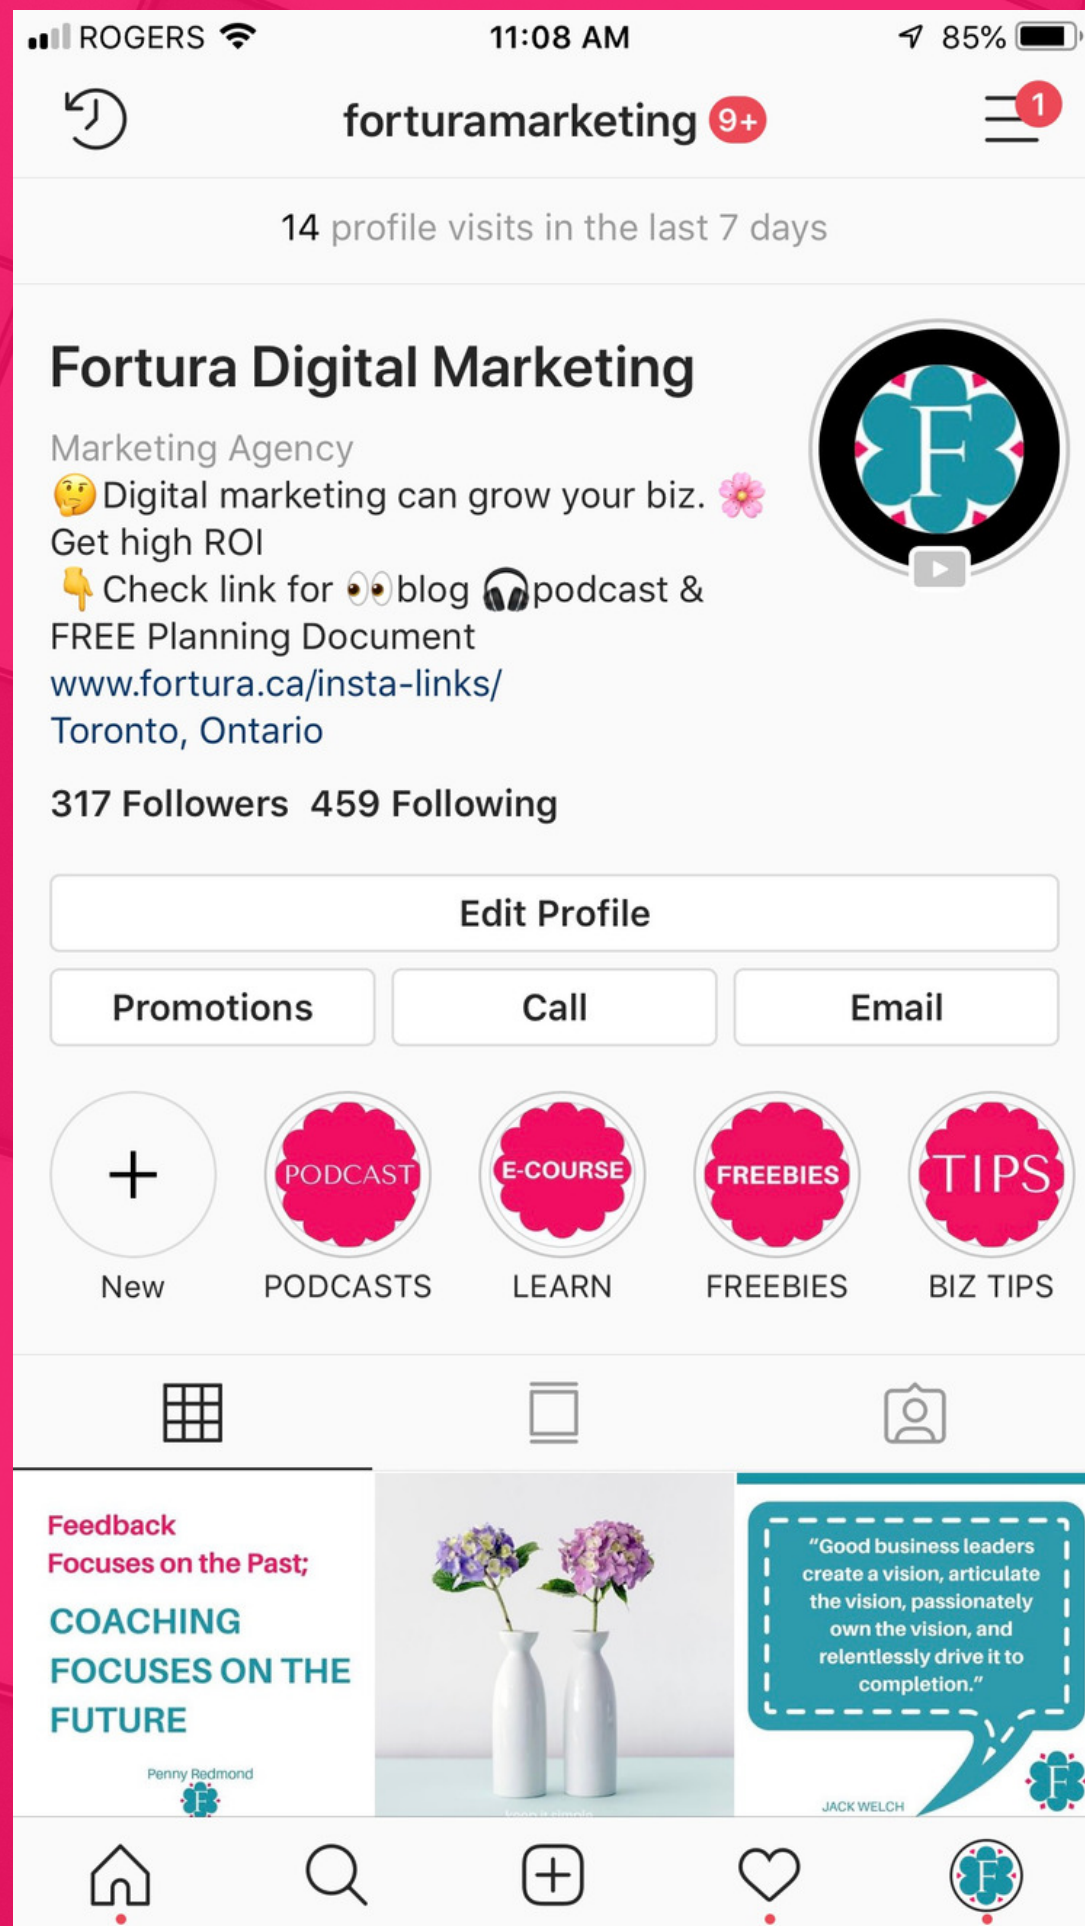 ROGERS 11:08 AM 85%
forturamarketing 9+ 1
14 profile visits in the last 7 days
Fortura Digital Marketing
Marketing Agency
🤔Digital marketing can grow your biz. 🌸
Get high ROI
👇Check link for 👀blog 🎧podcast &
FREE Planning Document
www.fortura.ca/insta-links/
Toronto, Ontario
317 Followers 459 Following
F
Edit Profile
Promotions Call Email
PODCAST E-COURSE FREEBIES TIPS
New PODCASTS LEARN FREEBIES BIZ TIPS
Feedback
Focuses on the Past;
COACHING
FOCUSES ON THE
FUTURE
Penny Redmond
F
keep it simple
“Good business leaders
create a vision, articulate
the vision, passionately
own the vision, and
relentlessly drive it to
completion.”
JACK WELCH
F
F